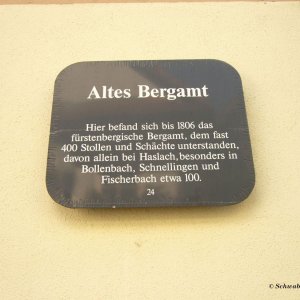 Altes Bergamt
Hier befand sich bis 1806 das
fürstenbergische Bergamt, dem fast
400 Stollen und Schächte unterstanden,
davon allein bei Haslach, besonders in
Bollenbach, Schnellingen und
Fischerbach etwa 100.
24
© Schwab